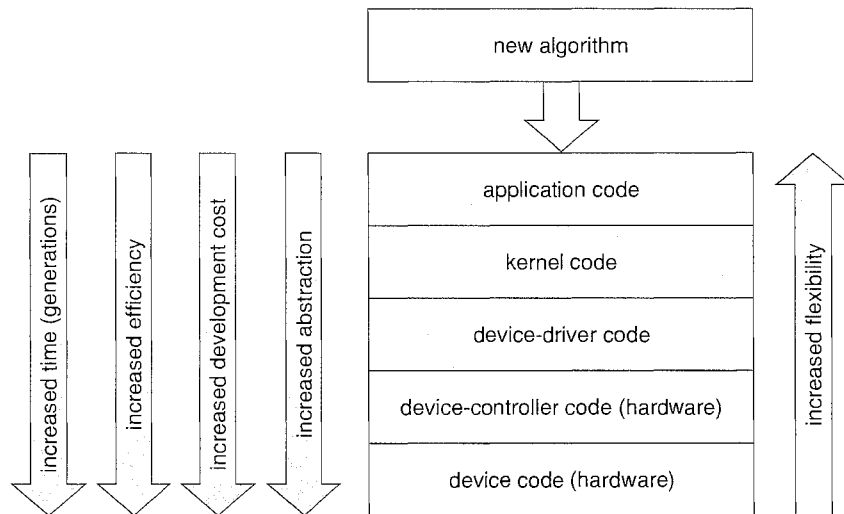 new algorithm
increased time (generations)
increased efficiency
increased development cost
increased abstraction
application code
kernel code
device-driver code
device-controller code (hardware)
device code (hardware)
increased flexibility